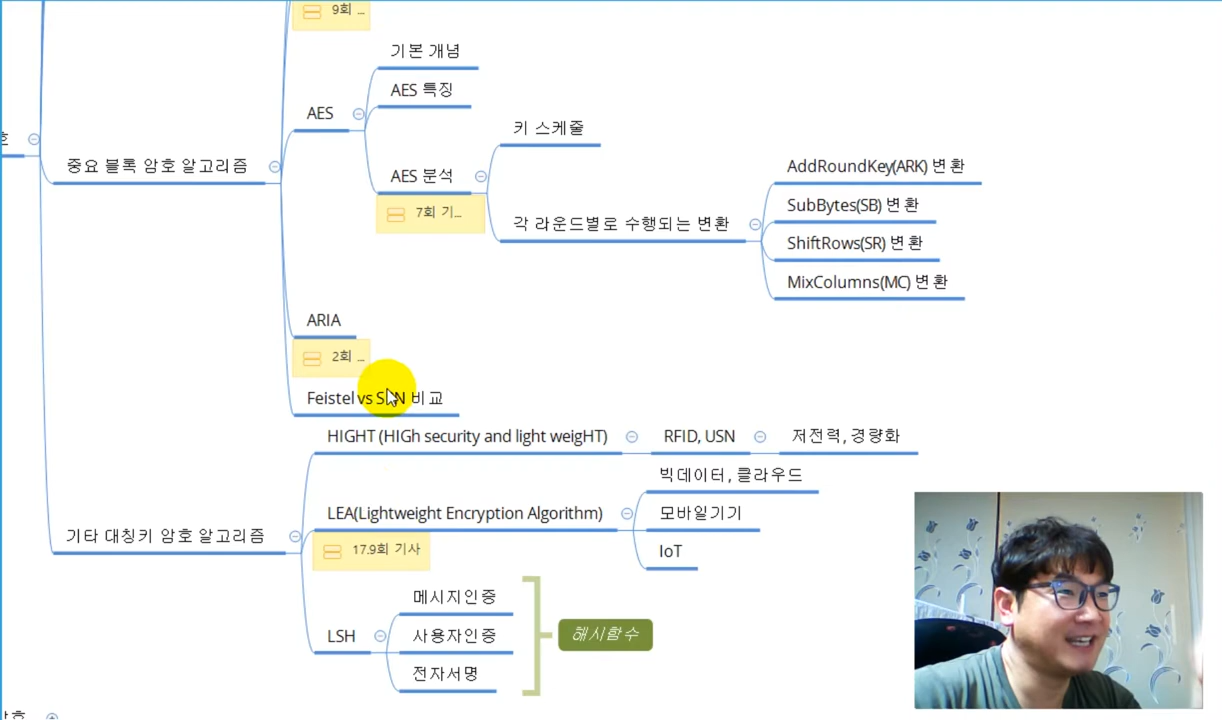 9회 ...
기본 개념
AES 특징
AES
키 스케줄
중요 블록 암호 알고리즘
AES 분석
7회 기...
AddRoundKey(ARK) 변환
각 라운드별로 수행되는 변환
SubBytes(SB) 변환
ShiftRows(SR) 변환
MixColumns(MC) 변환
ARIA
2회 ...
Feistel vs SPN 비교
HIGHT (HIGh security and light weigHT)
RFID, USN
저전력, 경량화
빅데이터, 클라우드
기타 대칭키 암호 알고리즘
LEA(Lightweight Encryption Algorithm)
모바일기기
17.9회 기사
IoT
메시지인증
LSH
사용자인증
해시함수
전자서명